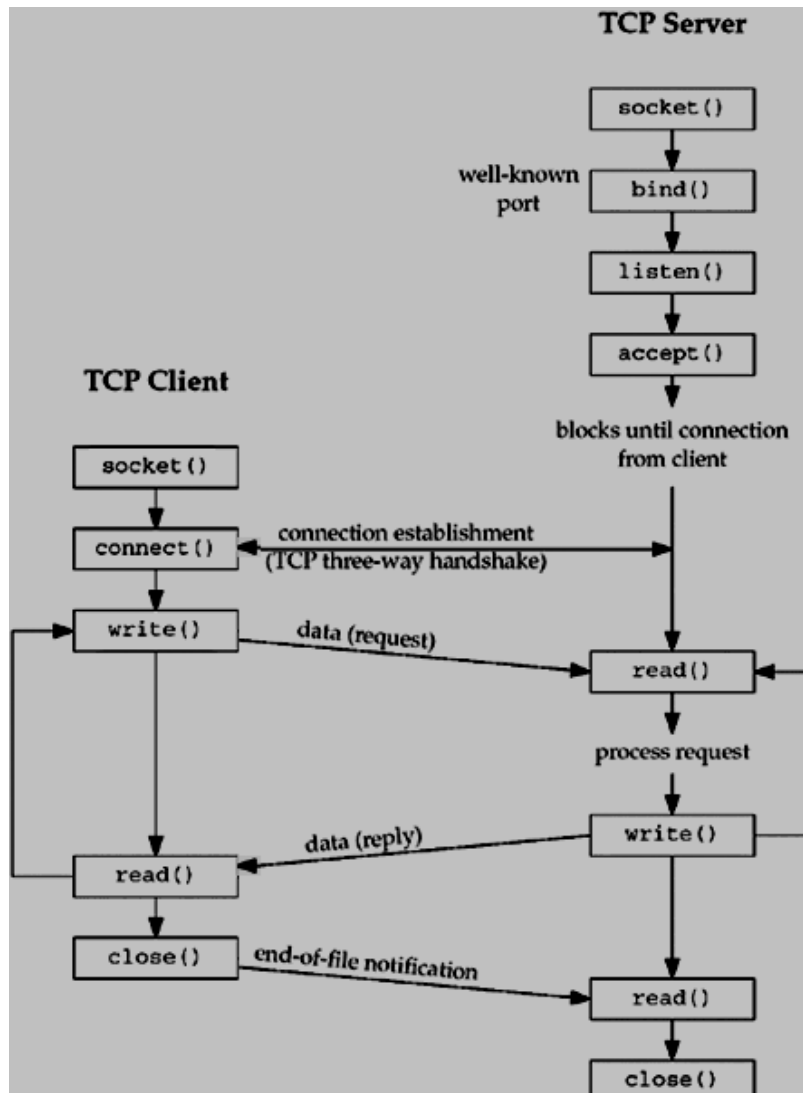 TCP Server
socket()
well-known
port
bind()
listen()
accept()
TCP Client
blocks until connection
from client
socket()
connection establishment
(TCP three-way handshake)
connect()
write()
data (request)
read()
process request
data (reply)
write()
read()
close()
end-of-file notification
read()
close()